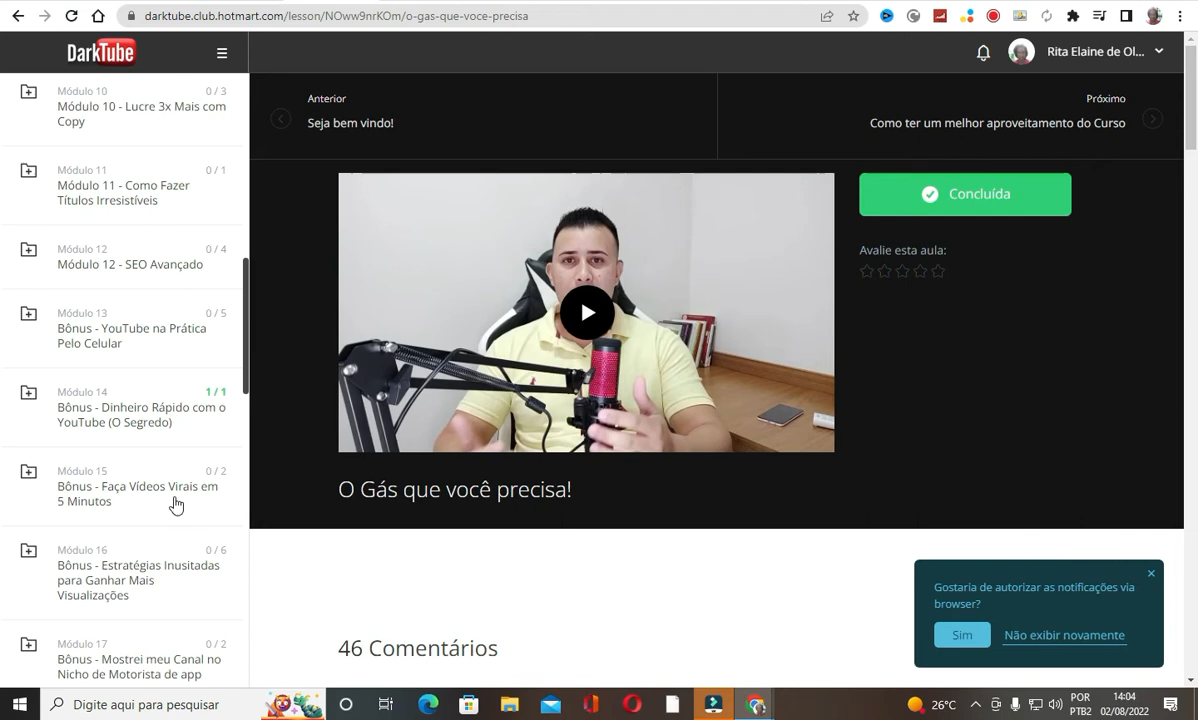 darktube.club.hotmart.com/lesson/NOww9nrKOm/o-gas-que-voce-precisa
DarkTube
Rita Elaine de Ol...
Módulo 10
0 / 3
Módulo 10 - Lucre 3x Mais com
Copy
Módulo 11
0 / 1
Módulo 11 - Como Fazer
Títulos Irresistíveis
Módulo 12
0 / 4
Módulo 12 - SEO Avançado
Módulo 13
0 / 5
Bônus - YouTube na Prática
Pelo Celular
Módulo 14
1 / 1
Bônus - Dinheiro Rápido com o
YouTube (O Segredo)
Módulo 15
0 / 2
Bônus - Faça Vídeos Virais em
5 Minutos
Módulo 16
0 / 6
Bônus - Estratégias Inusitadas
para Ganhar Mais
Visualizações
Módulo 17
0 / 2
Bônus - Mostrei meu Canal no
Nicho de Motorista de app
Anterior
Seja bem vindo!
Próximo
Como ter um melhor aproveitamento do Curso
Concluída
Avalie esta aula:
O Gás que você precisa!
46 Comentários
Gostaria de autorizar as notificações via
browser?
Sim
Não exibir novamente
Digite aqui para pesquisar
26°C
POR
PTB2
14:04
02/08/2022